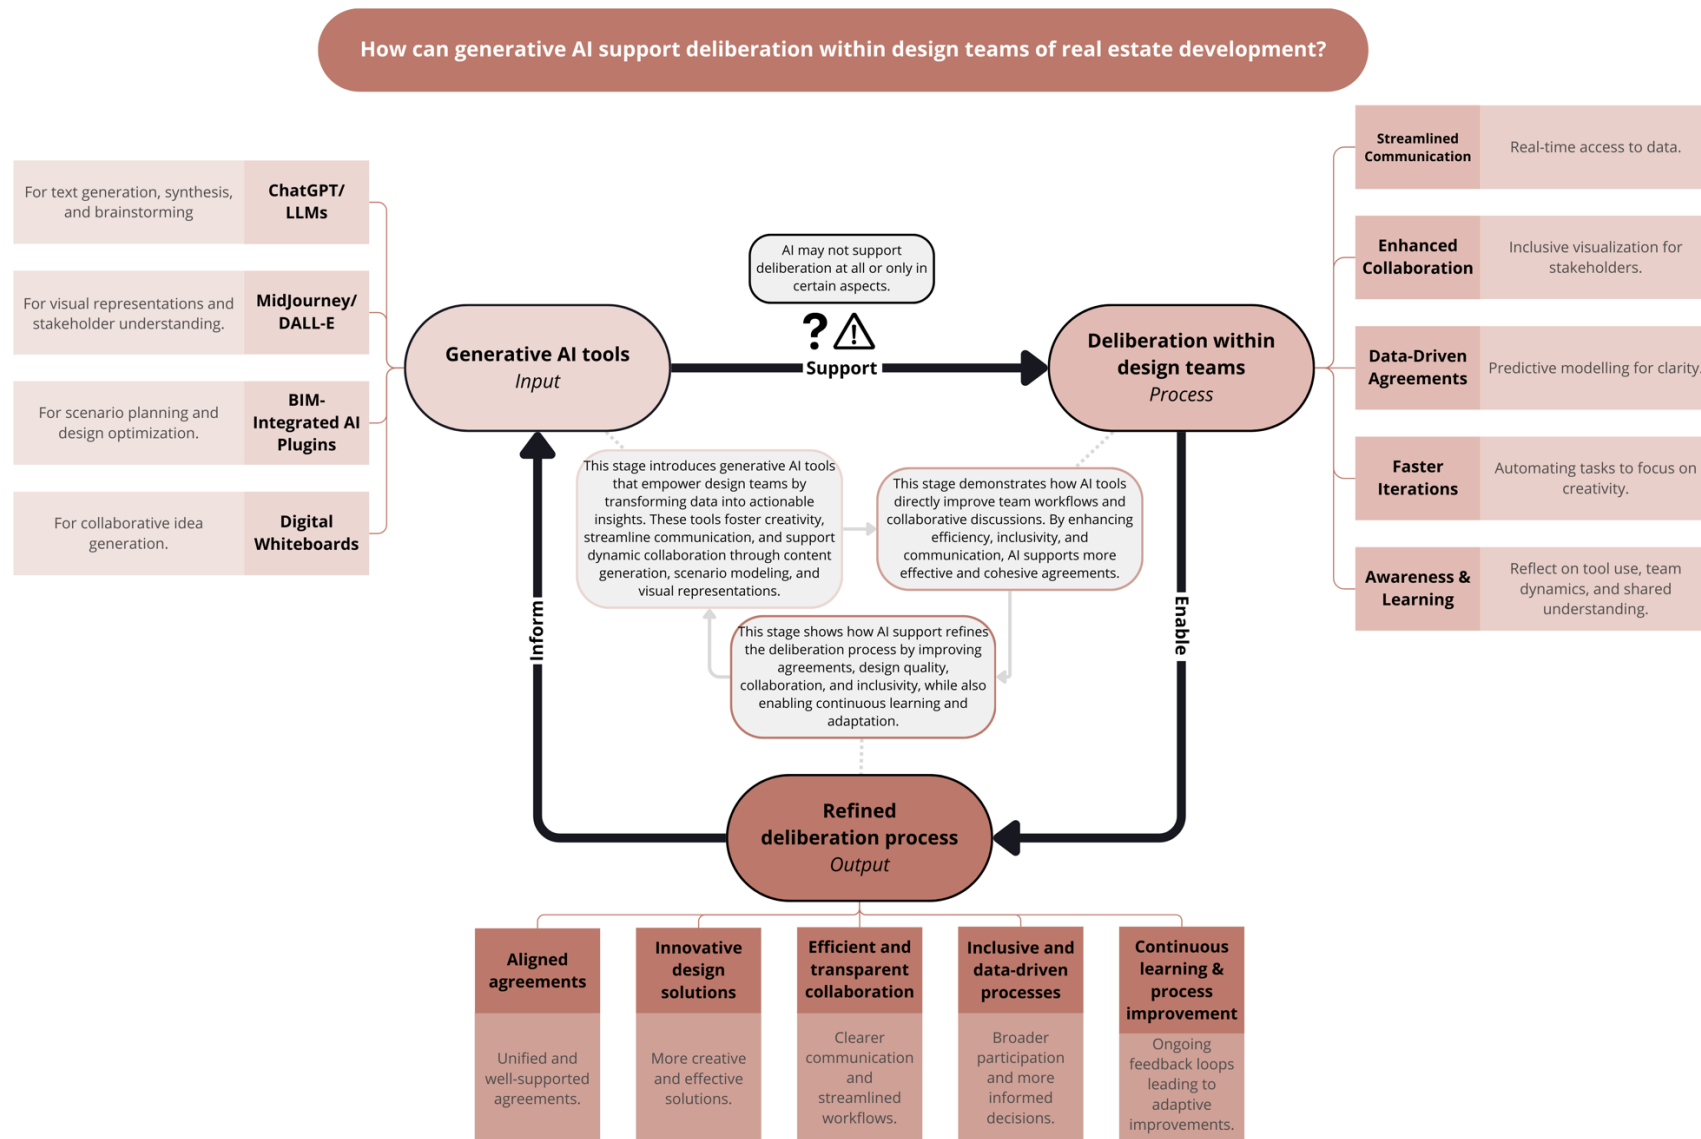 How can generative AI support deliberation within design teams of real estate development?
For text generation, synthesis,
and brainstorming
ChatGPT/
LLMs
For visual representations and
stakeholder understanding.
MidJourney/
DALL-E
For scenario planning and
design optimization.
BIM-
Integrated AI
Plugins
For collaborative idea
generation.
Digital
Whiteboards
Generative AI tools
Input
AI may not support
deliberation at all or only in
certain aspects.
?
Support
Deliberation within
design teams
Process
Streamlined
Communication
Real-time access to data.
Enhanced
Collaboration
Inclusive visualization for
stakeholders.
Data-Driven
Agreements
Predictive modelling for clarity.
Faster
Iterations
Automating tasks to focus on
creativity.
Awareness &
Learning
Reflect on tool use, team
dynamics, and shared
understanding.
This stage introduces generative AI tools
that empower design teams by
transforming data into actionable
insights. These tools foster creativity,
streamline communication, and support
dynamic collaboration through content
generation, scenario modeling, and
visual representations.
This stage demonstrates how AI tools
directly improve team workflows and
collaborative discussions. By enhancing
efficiency, inclusivity, and
communication, AI supports more
effective and cohesive agreements.
This stage shows how AI support refines
the deliberation process by improving
agreements, design quality,
collaboration, and inclusivity, while also
enabling continuous learning and
adaptation.
Inform
Enable
Refined
deliberation process
Output
Aligned
agreements
Unified and
well-supported
agreements.
Innovative
design
solutions
More creative
and effective
solutions.
Efficient and
transparent
collaboration
Clearer
communication
and
streamlined
workflows.
Inclusive and
data-driven
processes
Broader
participation
and more
informed
decisions.
Continuous
learning &
process
improvement
Ongoing
feedback loops
leading to
adaptive
improvements.